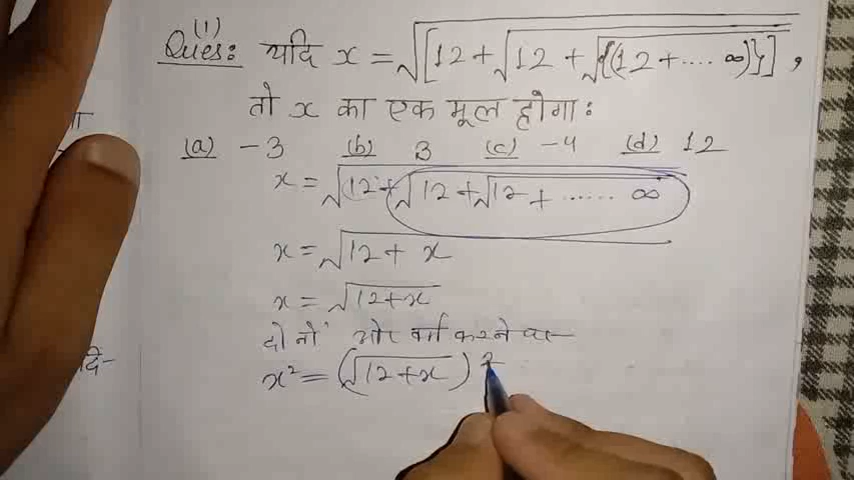 (1)
Ques: यदि x = √[12 + √12 + √{(12 + .... ∞)}],
तो x का एक मूल होगा :
(a) -3 (b) 3 (c) -4 (d) 12
x = √12 + √12 + √12 + ...... ∞
x = √12 + x
x = √12+x
दोनों ओर वर्ग करने पर
x² = (√12+x)²
दि-